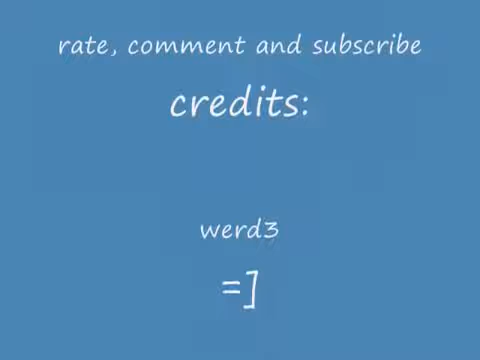 rate, comment and subscribe
credits:
werd3
=]